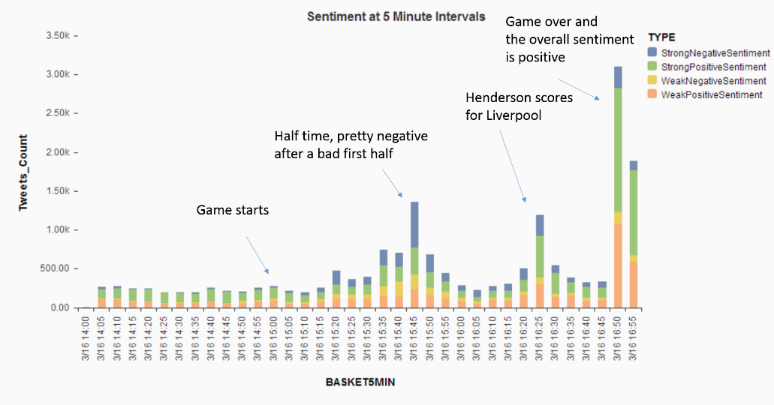 Sentiment at 5 Minute Intervals
Game over and
the overall sentiment
is positive
TYPE
StrongNegativeSentiment
StrongPositiveSentiment
WeakNegativeSentiment
WeakPositiveSentiment
Henderson scores
for Liverpool
Half time, pretty negative
after a bad first half
Game starts
Tweets_Count
3.50k
3.00k
2.50k
2.00k
1.50k
1.00k
500.00
0.00
3/16 14:00
3/16 14:05
3/16 14:10
3/16 14:15
3/16 14:20
3/16 14:25
3/16 14:30
3/16 14:35
3/16 14:40
3/16 14:45
3/16 14:50
3/16 14:55
3/16 15:00
3/16 15:05
3/16 15:10
3/16 15:15
3/16 15:20
3/16 15:25
3/16 15:30
3/16 15:35
3/16 15:40
3/16 15:45
3/16 15:50
3/16 15:55
3/16 16:00
3/16 16:05
3/16 16:10
3/16 16:15
3/16 16:20
3/16 16:25
3/16 16:30
3/16 16:35
3/16 16:40
3/16 16:45
3/16 16:50
3/16 16:55
BASKET5MIN